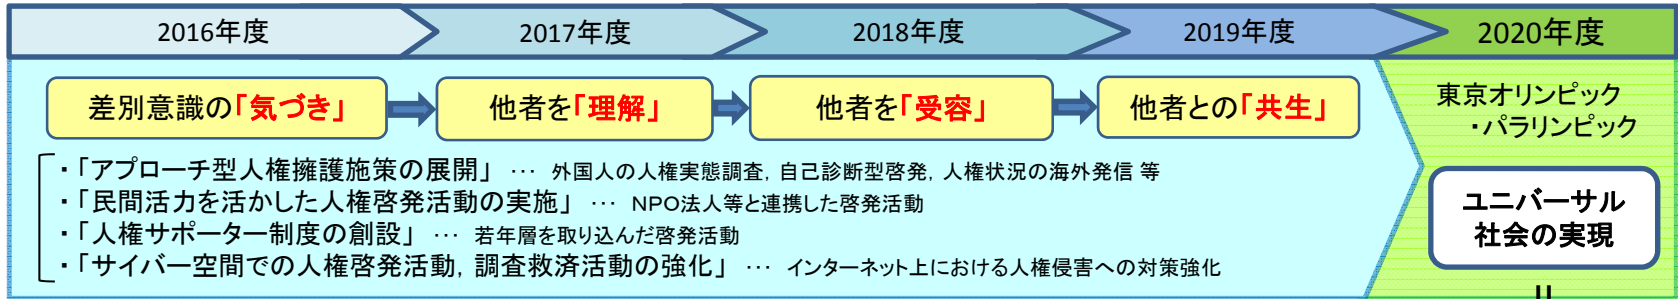 2016年度
2017年度
2018年度
2019年度
2020年度
差別意識の「気づき」
他者を「理解」
他者を「受容」
他者との「共生」
東京オリンピック
・パラリンピック
・「アプローチ型人権擁護施策の展開」 … 外国人の人権実態調査，自己診断型啓発，人権状況の海外発信 等
・「民間活力を活かした人権啓発活動の実施」 … NPO法人等と連携した啓発活動
・「人権サポーター制度の創設」 … 若年層を取り込んだ啓発活動
・「サイバー空間での人権啓発活動，調査救済活動の強化」 … インターネット上における人権侵害への対策強化
ユニバーサル
社会の実現